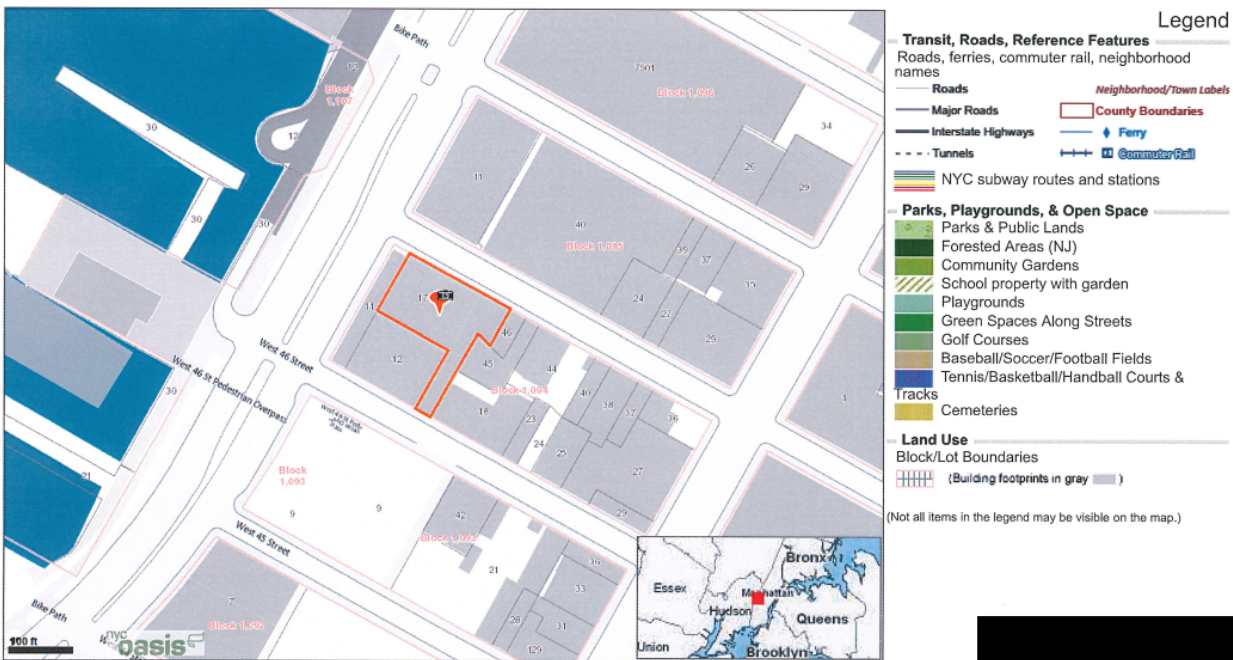 Legend
Transit, Roads, Reference Features
Roads, ferries, commuter rail, neighborhood
names
Roads
Neighborhood/Town Labels
Major Roads
County Boundaries
Interstate Highways
Ferry
Tunnels
Commuter Rail
NYC subway routes and stations
Parks, Playgrounds, & Open Space
Parks & Public Lands
Forested Areas (NJ)
Community Gardens
School property with garden
Playgrounds
Green Spaces Along Streets
Golf Courses
Baseball/Soccer/Football Fields
Tennis/Basketball/Handball Courts &
Tracks
Cemeteries
Land Use
Block/Lot Boundaries
(Building footprints in gray )
(Not all items in the legend may be visible on the map.)
Bike Path
12
Block
1,107
30
12
30
30
7501
Block 1,096
34
26
29
11
40
Block 1,095
39
37
35
24
27
29
17
11
12
46
45
44
Block 1,094
18
23
24
25
40
38
37
36
27
29
1
West 46 Street
West 46 St Pedestrian Overpass
30
21
Block
1,093
9
9
42
Block 1,093
21
36
33
28
31
129
West 45 Street
7
Block 1,092
Bike Path
100 ft
nyc
oasis
Bronx
Essex
Manhattan
Hudson
Queens
Union
Brooklyn